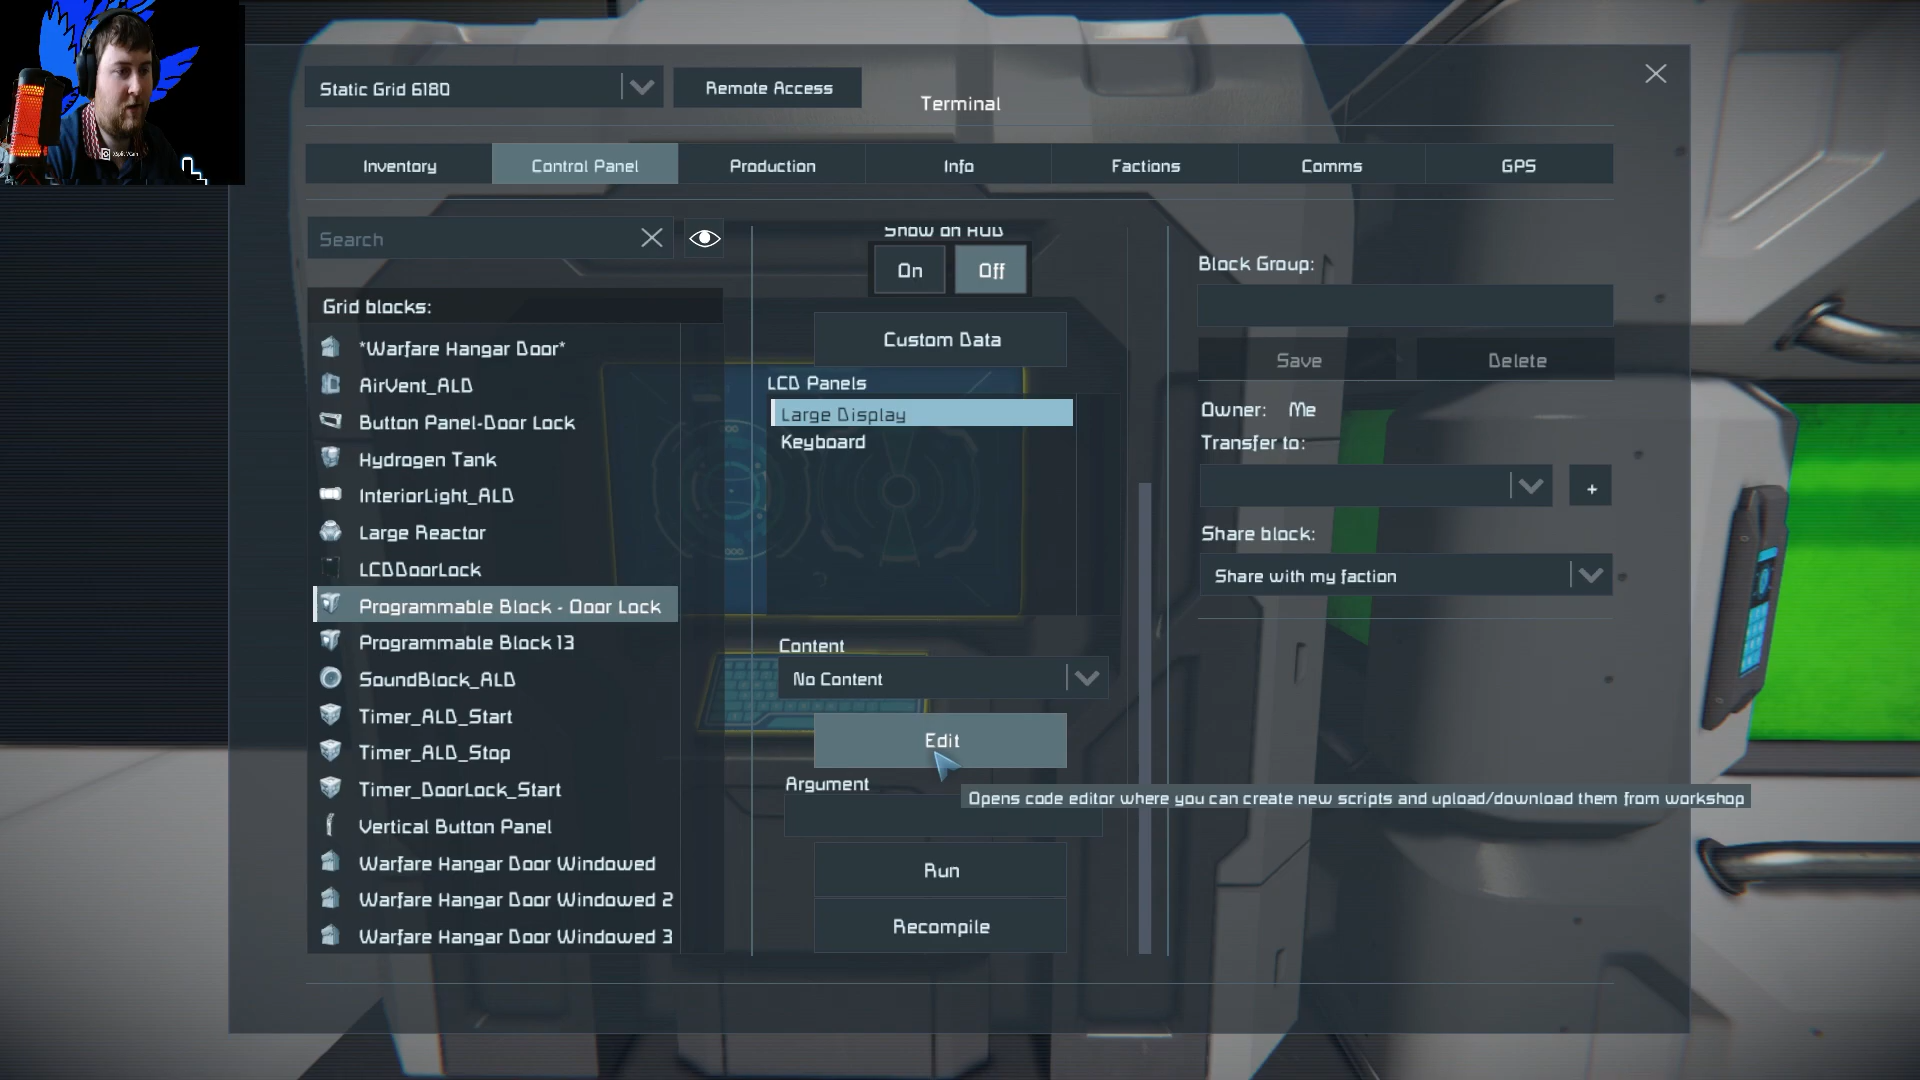 Static Grid 6180
Remote Access
Terminal
Inventory
Control Panel
Production
Info
Factions
Comms
GPS
Search
Grid blocks:
*Warfare Hangar Door*
AirVent_ALD
Button Panel-Door Lock
Hydrogen Tank
InteriorLight_ALD
Large Reactor
LCDDoorLock
Programmable Block - Door Lock
Programmable Block 13
SoundBlock_ALD
Timer_ALD_Start
Timer_ALD_Stop
Timer_DoorLock_Start
Vertical Button Panel
Warfare Hangar Door Windowed
Warfare Hangar Door Windowed 2
Warfare Hangar Door Windowed 3
Show on HUD
On
Off
Custom Data
LCD Panels
Large Display
Keyboard
Content
No Content
Edit
Argument
Opens code editor where you can create new scripts and upload/download them from workshop
Run
Recompile
Block Group:
Save
Delete
Owner: Me
Transfer to:
+
Share block:
Share with my faction